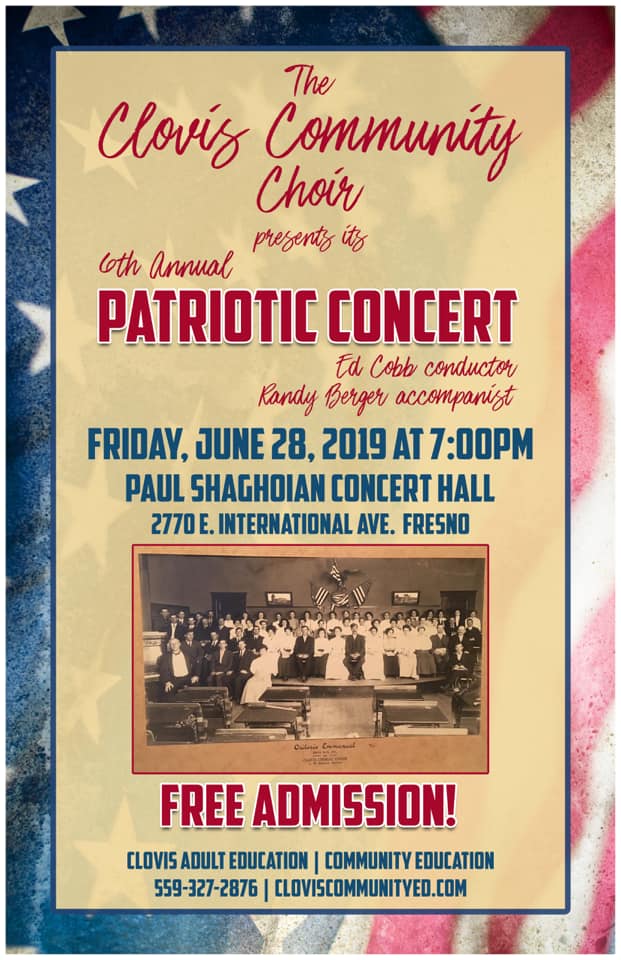 The
Clovis Community
Choir
presents its
6th Annual
PATRIOTIC CONCERT
Ed Cobb conductor
Randy Berger accompanist
FRIDAY, JUNE 28, 2019 AT 7:00PM
PAUL SHAGHOIAN CONCERT HALL
2770 E. INTERNATIONAL AVE. FRESNO
Oratorio Emmanuel
FREE ADMISSION!
CLOVIS ADULT EDUCATION | COMMUNITY EDUCATION
559-327-2876 | CLOVISCOMMUNITYED.COM